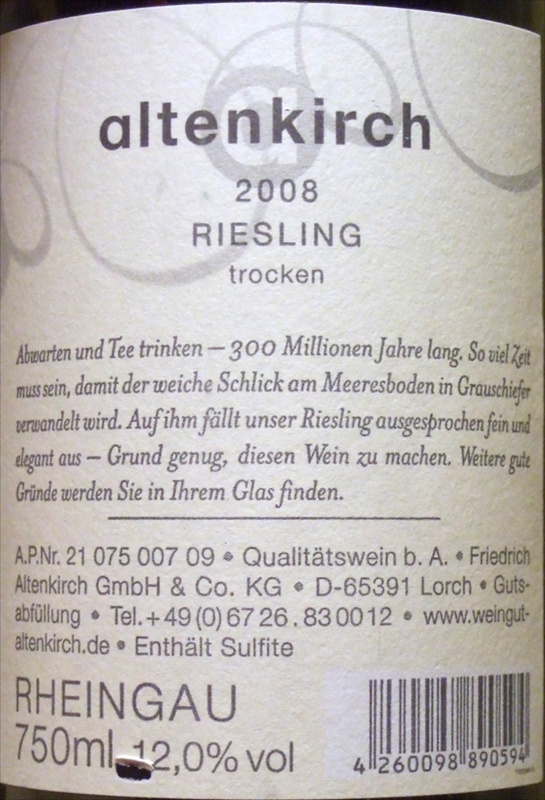 altenkirch
2008
RIESLING
trocken
Abwarten und Tee trinken – 300 Millionen Jahre lang. So viel Zeit
muss sein, damit der weiche Schlick am Meeresboden in Grauschiefer
verwandelt wird. Auf ihm fällt unser Riesling ausgesprochen fein und
elegant aus – Grund genug, diesen Wein zu machen. Weitere gute
Gründe werden Sie in Ihrem Glas finden.
A.P.Nr. 21 075 007 09 • Qualitätswein b. A. • Friedrich
Altenkirch GmbH & Co. KG • D-65391 Lorch • Guts-
abfüllung • Tel. +49 (0) 67 26 . 83 00 12 • www.weingut-
altenkirch.de • Enthält Sulfite
RHEINGAU
750ml 12,0% vol
4 260098 890594